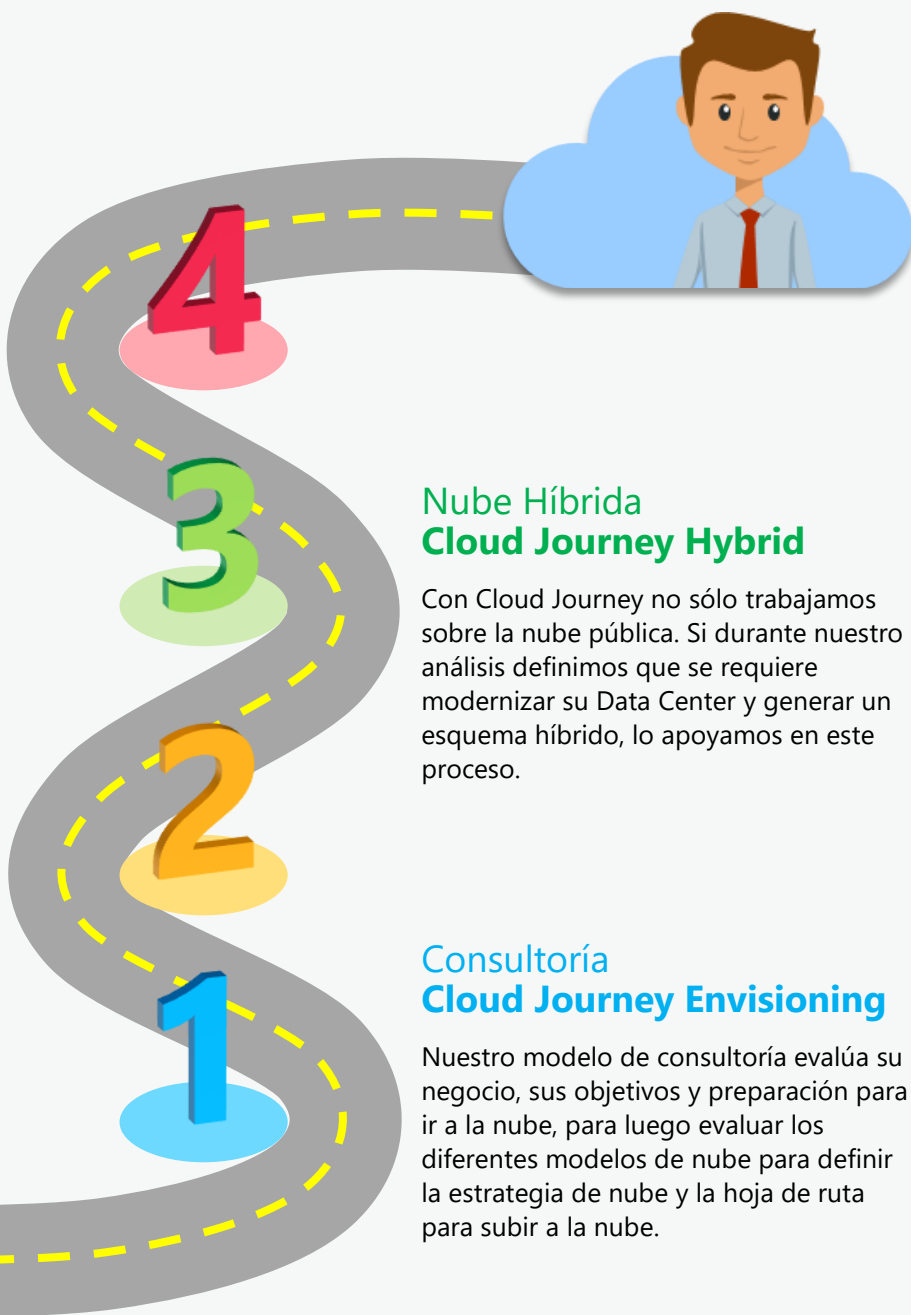 4
3
Nube Híbrida
Cloud Journey Hybrid
Con Cloud Journey no sólo trabajamos
sobre la nube pública. Si durante nuestro
análisis definimos que se requiere
modernizar su Data Center y generar un
esquema híbrido, lo apoyamos en este
proceso.
2
1
Consultoría
Cloud Journey Envisioning
Nuestro modelo de consultoría evalúa su
negocio, sus objetivos y preparación para
ir a la nube, para luego evaluar los
diferentes modelos de nube para definir
la estrategia de nube y la hoja de ruta
para subir a la nube.